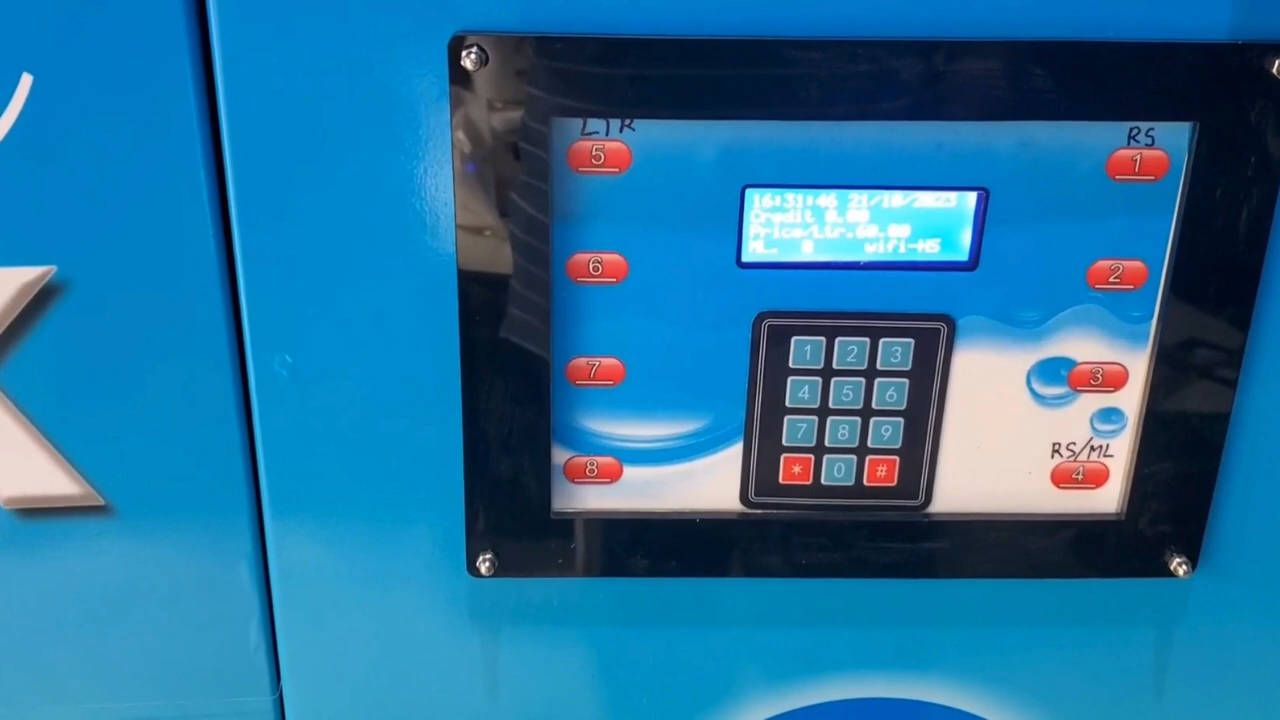 LTR
5
6
7
8
16:31:46 21/10/2023
Credit 0.00
Price/Ltr.60.00
ML. 0 wifi-NS
1 2 3
4 5 6
7 8 9
* 0 #
RS
1
2
3
RS/ML
4